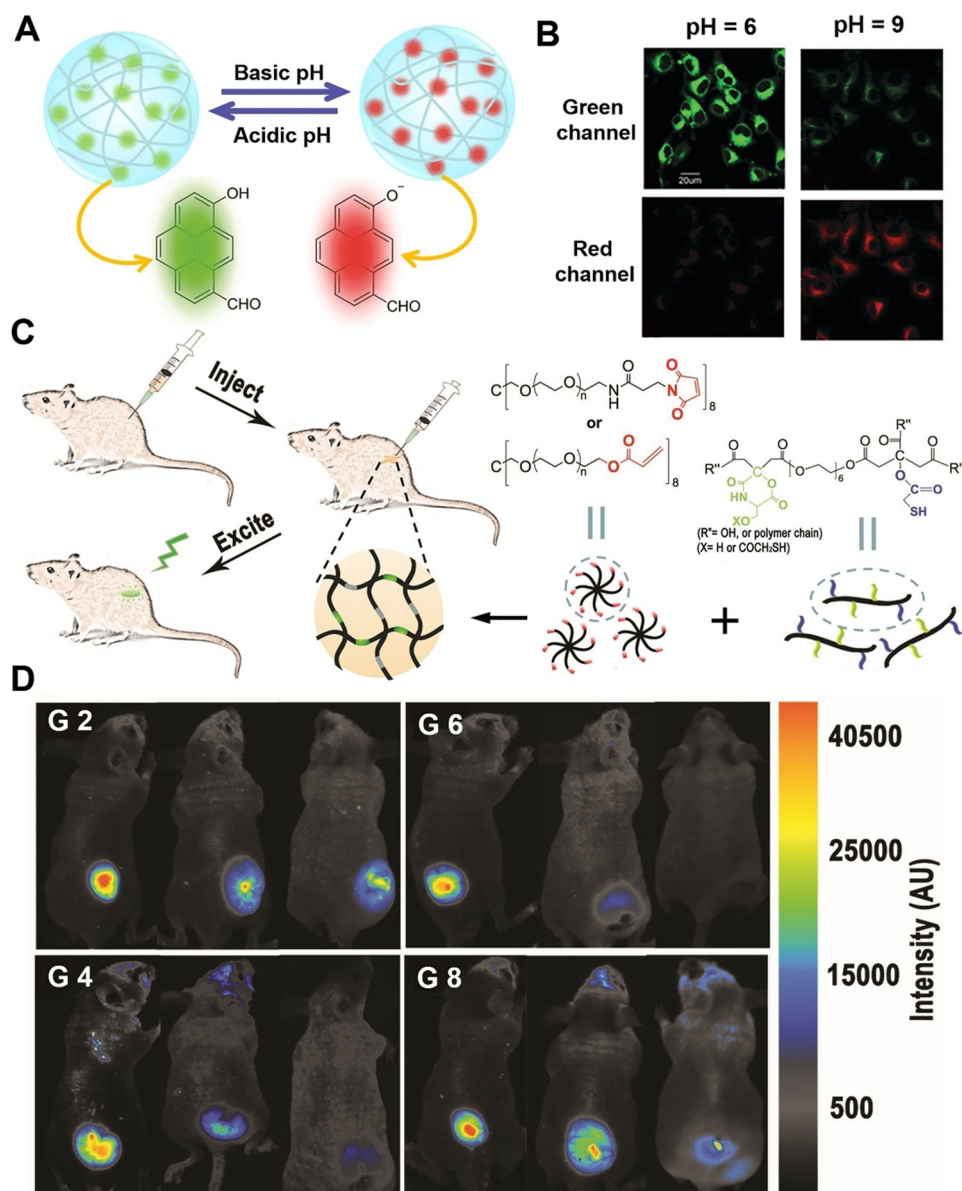 A
Basic pH
Acidic pH
OH
CHO
O⁻
CHO
B
pH = 6
pH = 9
Green
channel
20um
Red
channel
C
Inject
Excite
C
O
O
n
N
H
O
N
O
O
8
or
C
O
O
n
O
O
8
R"
O
O
O
O
6
O
O
O
R"
O
R"
O
O
HN
O
O
XO
O
C=O
SH
(R"= OH, or polymer chain)
(X= H or COCH₂SH)
+
D
G 2
G 6
G 4
G 8
40500
25000
15000
500
Intensity (AU)